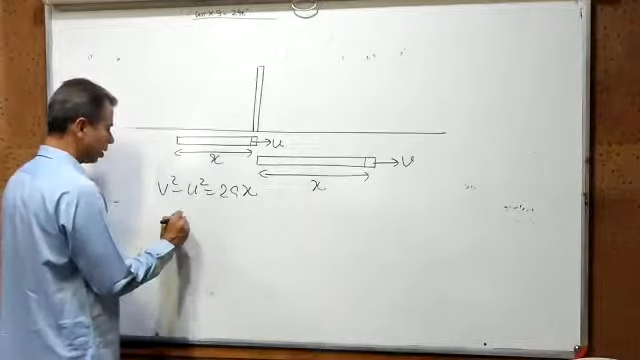 u
x
v
x
v² - u² = 2ax